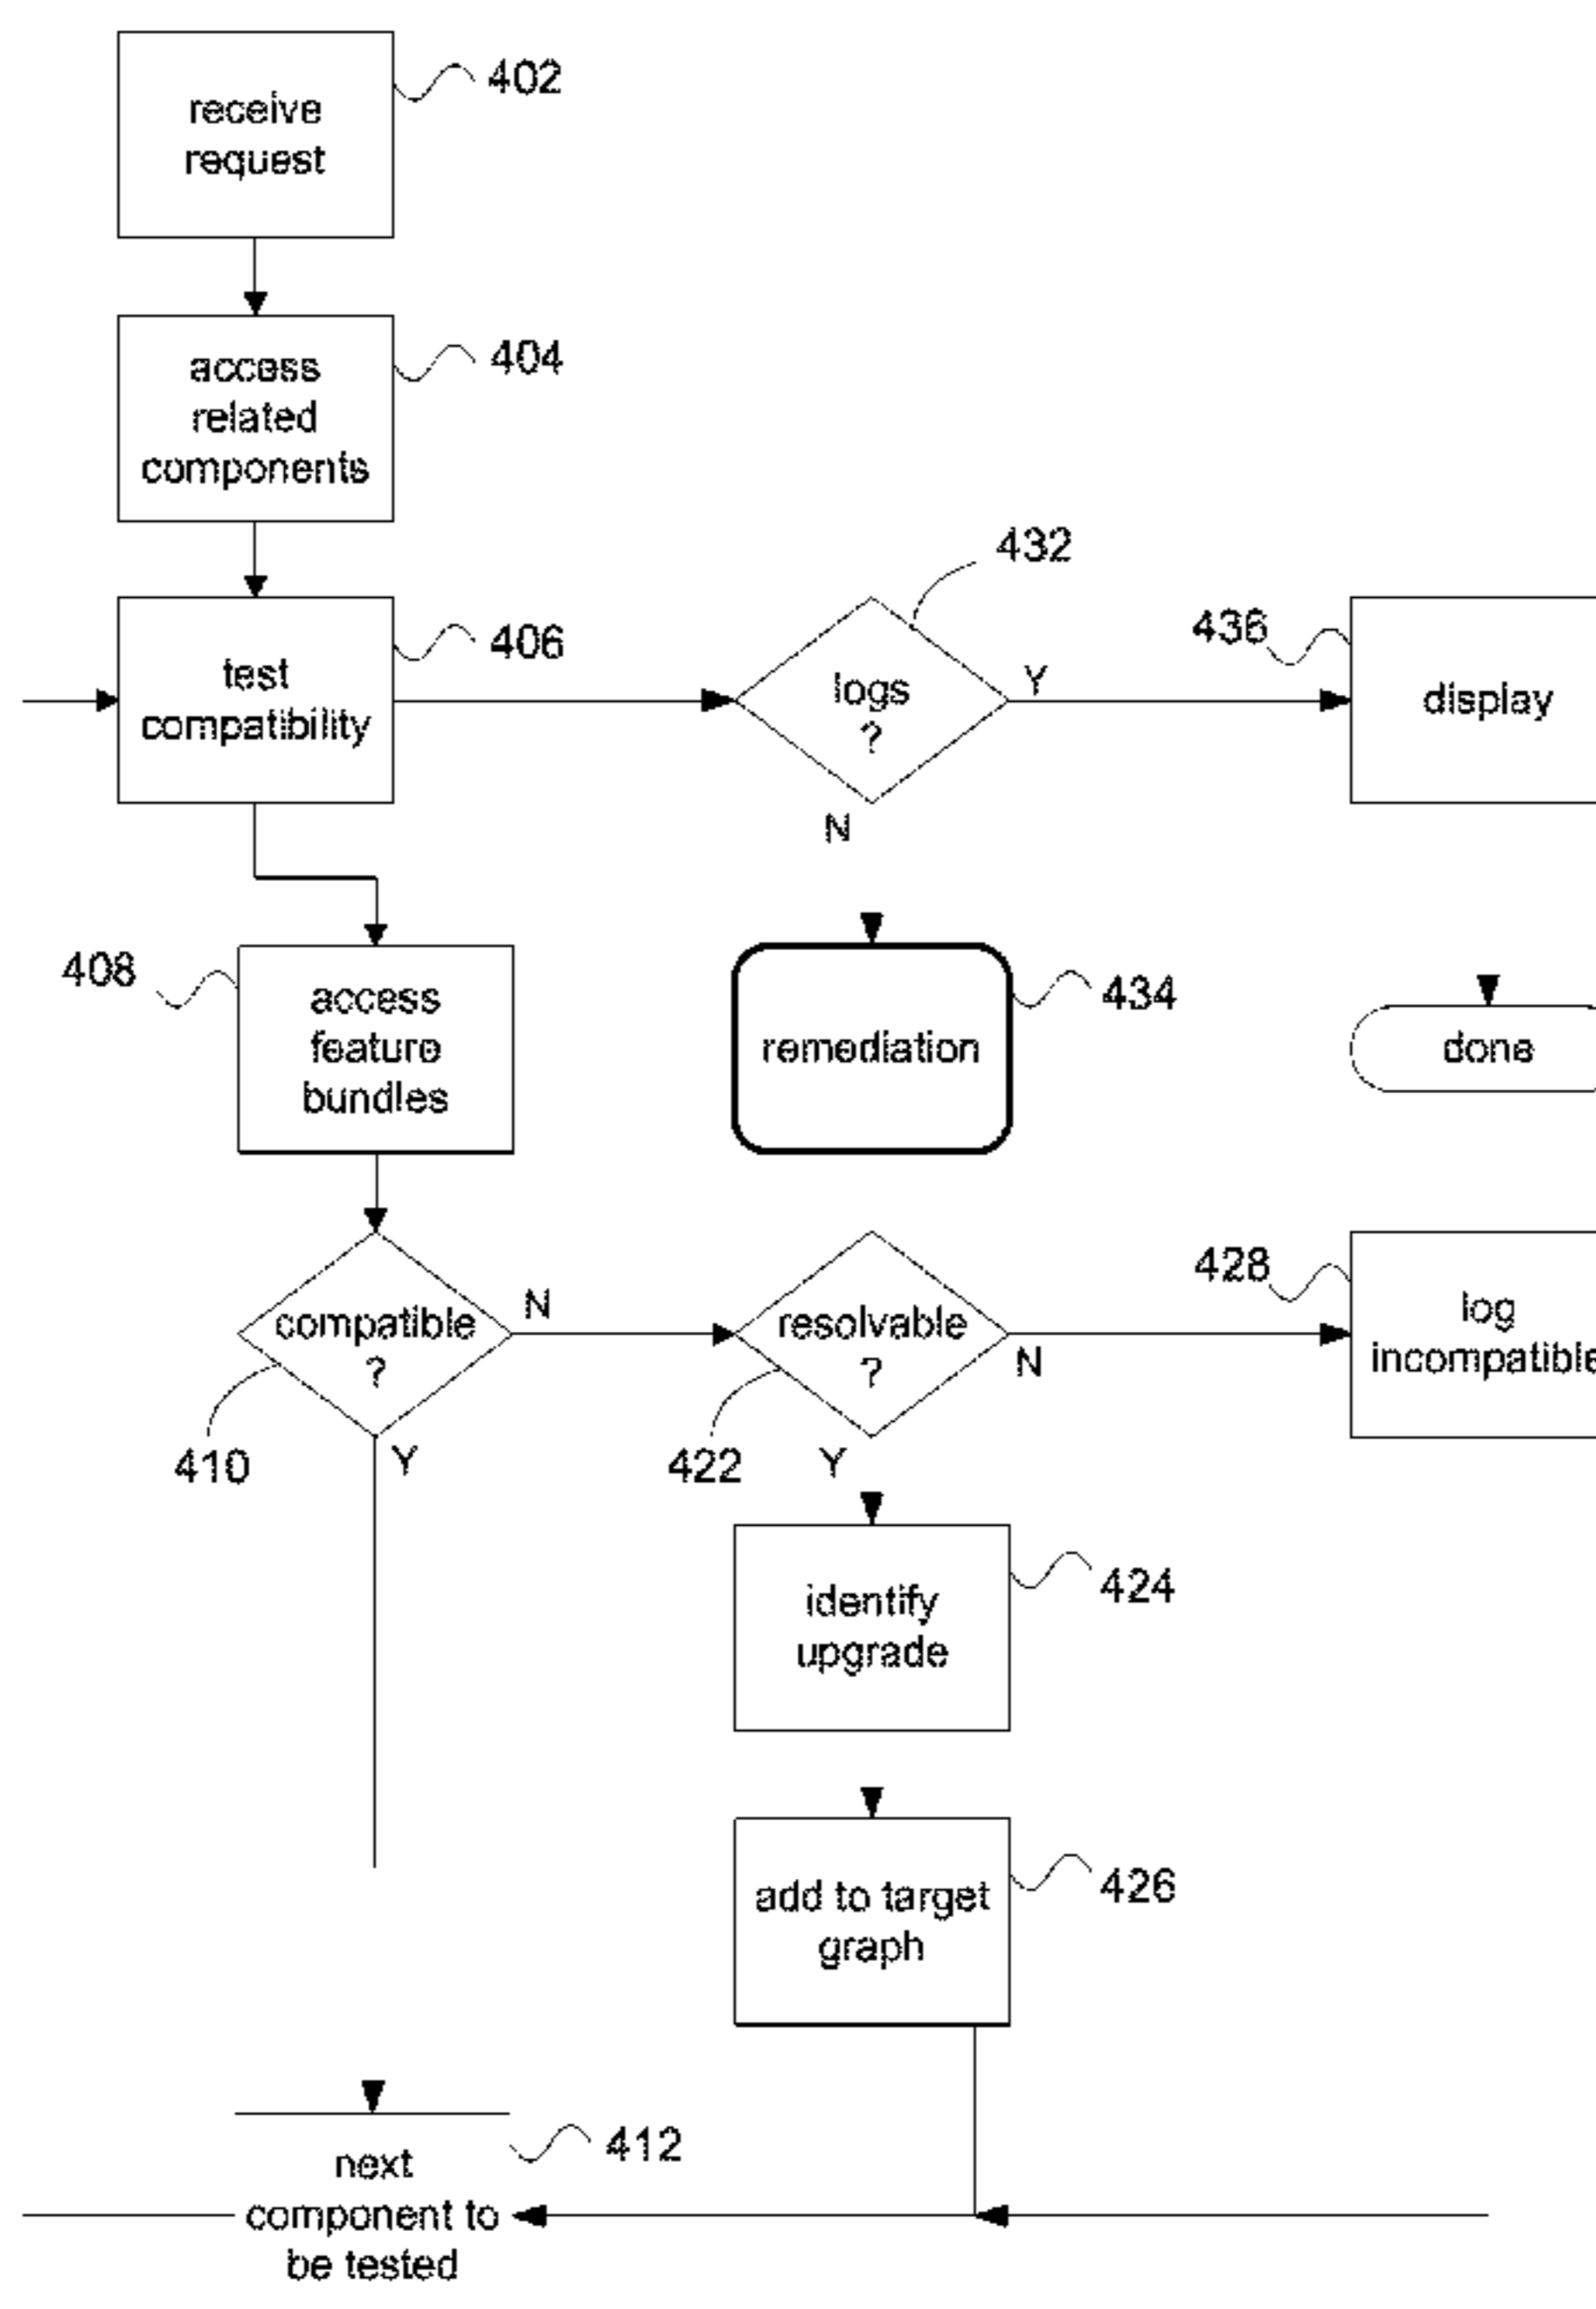 receive
request
402
access
related
components
404
test
compatibility
406
logs
?
432
Y
N
436
display
408
access
feature
bundles
remediation
434
done
compatible
?
410
N
Y
resolvable
?
422
N
Y
428
log
incompatible
identify
upgrade
424
add to target
graph
426
next
component to
be tested
412